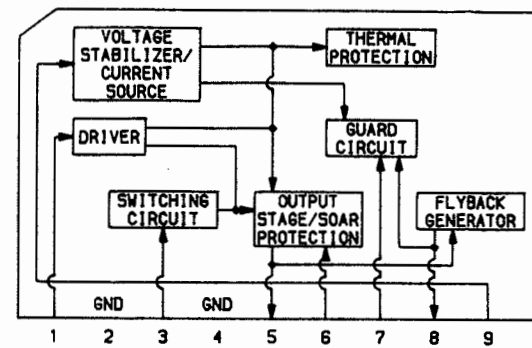 VOLTAGE
STABILIZER/
CURRENT
SOURCE
THERMAL
PROTECTION
DRIVER
GUARD
CIRCUIT
SWITCHING
CIRCUIT
OUTPUT
STAGE/SOAR
PROTECTION
FLYBACK
GENERATOR
GND GND
1 2 3 4 5 6 7 8 9